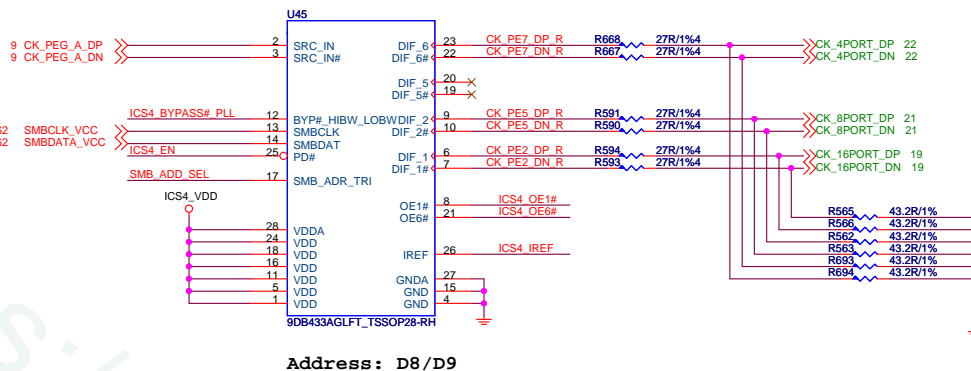 U45
9 CK_PEG_A_DP 2 SRC_IN DIF_6 23 CK_PE7_DP_R R668 27R/1%4 CK_4PORT_DP 22
9 CK_PEG_A_DN 3 SRC_IN# DIF_6# 22 CK_PE7_DN_R R667 27R/1%4 CK_4PORT_DN 22
DIF_5 20
DIF_5# 19
ICS4_BYPASS#_PLL 12 BYP#_HIBW_LOBW DIF_2 9 CK_PE5_DP_R R591 27R/1%4 CK_8PORT_DP 21
62 SMBCLK_VCC 13 SMBCLK DIF_2# 10 CK_PE5_DN_R R590 27R/1%4 CK_8PORT_DN 21
62 SMBDATA_VCC 14 SMBDAT
ICS4_EN 25 PD# DIF_1 6 CK_PE2_DP_R R594 27R/1%4 CK_16PORT_DP 19
DIF_1# 7 CK_PE2_DN_R R593 27R/1%4 CK_16PORT_DN 19
SMB_ADD_SEL 17 SMB_ADR_TRI
ICS4_VDD
OE1# 8 ICS4_OE1#
OE6# 21 ICS4_OE6#
R565 43.2R/1%
R566 43.2R/1%
28 VDDA
24 VDD R562 43.2R/1%
18 VDD IREF 26 ICS4_IREF R563 43.2R/1%
16 VDD R693 43.2R/1%
11 VDD GNDA 27 R694 43.2R/1%
5 VDD GND 15
1 VDD GND 4
9DB433AGLFT_TSSOP28-RH
Address: D8/D9